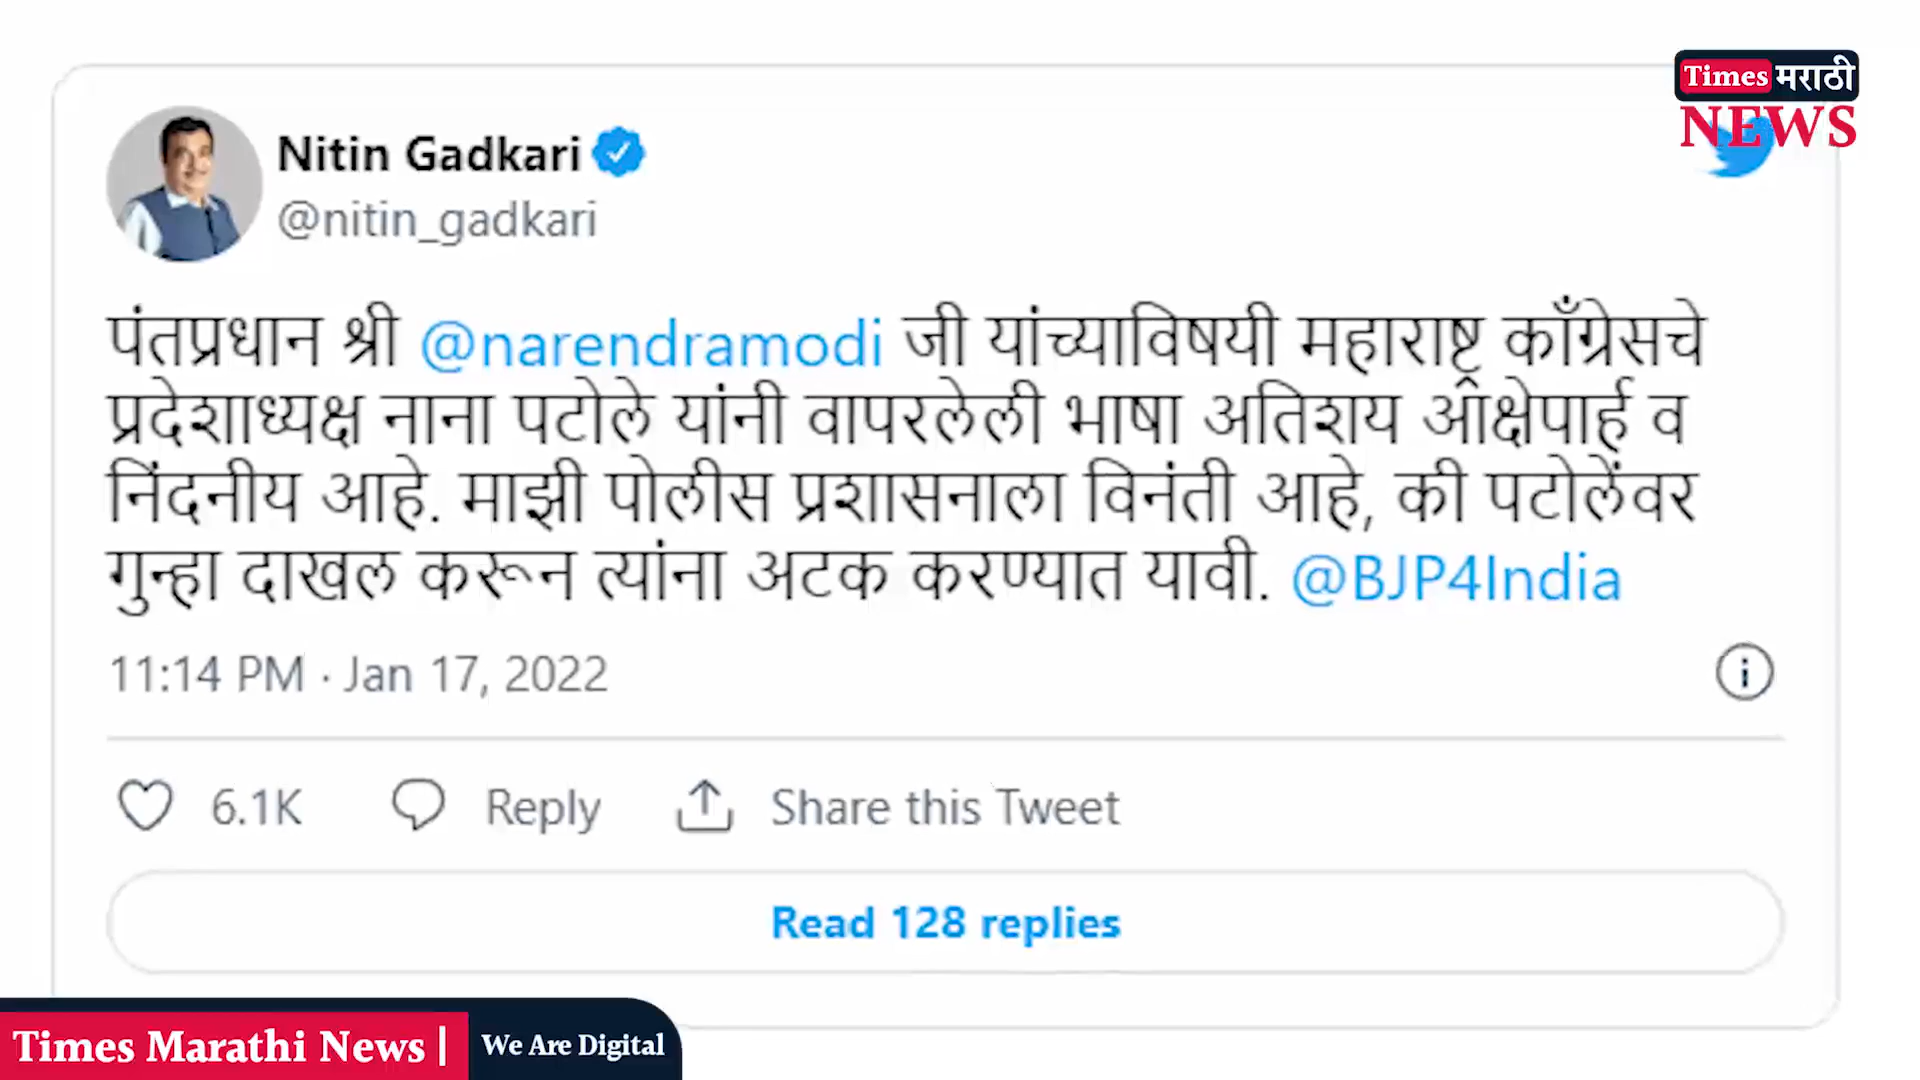 Times मराठी
NEWS
Nitin Gadkari
@nitin_gadkari
पंतप्रधान श्री @narendramodi जी यांच्याविषयी महाराष्ट्र काँग्रेसचे
प्रदेशाध्यक्ष नाना पटोले यांनी वापरलेली भाषा अतिशय आक्षेपार्ह व
निंदनीय आहे. माझी पोलीस प्रशासनाला विनंती आहे, की पटोलेंवर
गुन्हा दाखल करून त्यांना अटक करण्यात यावी. @BJP4India
11:14 PM · Jan 17, 2022
6.1K Reply Share this Tweet
Read 128 replies
Times Marathi News | We Are Digital